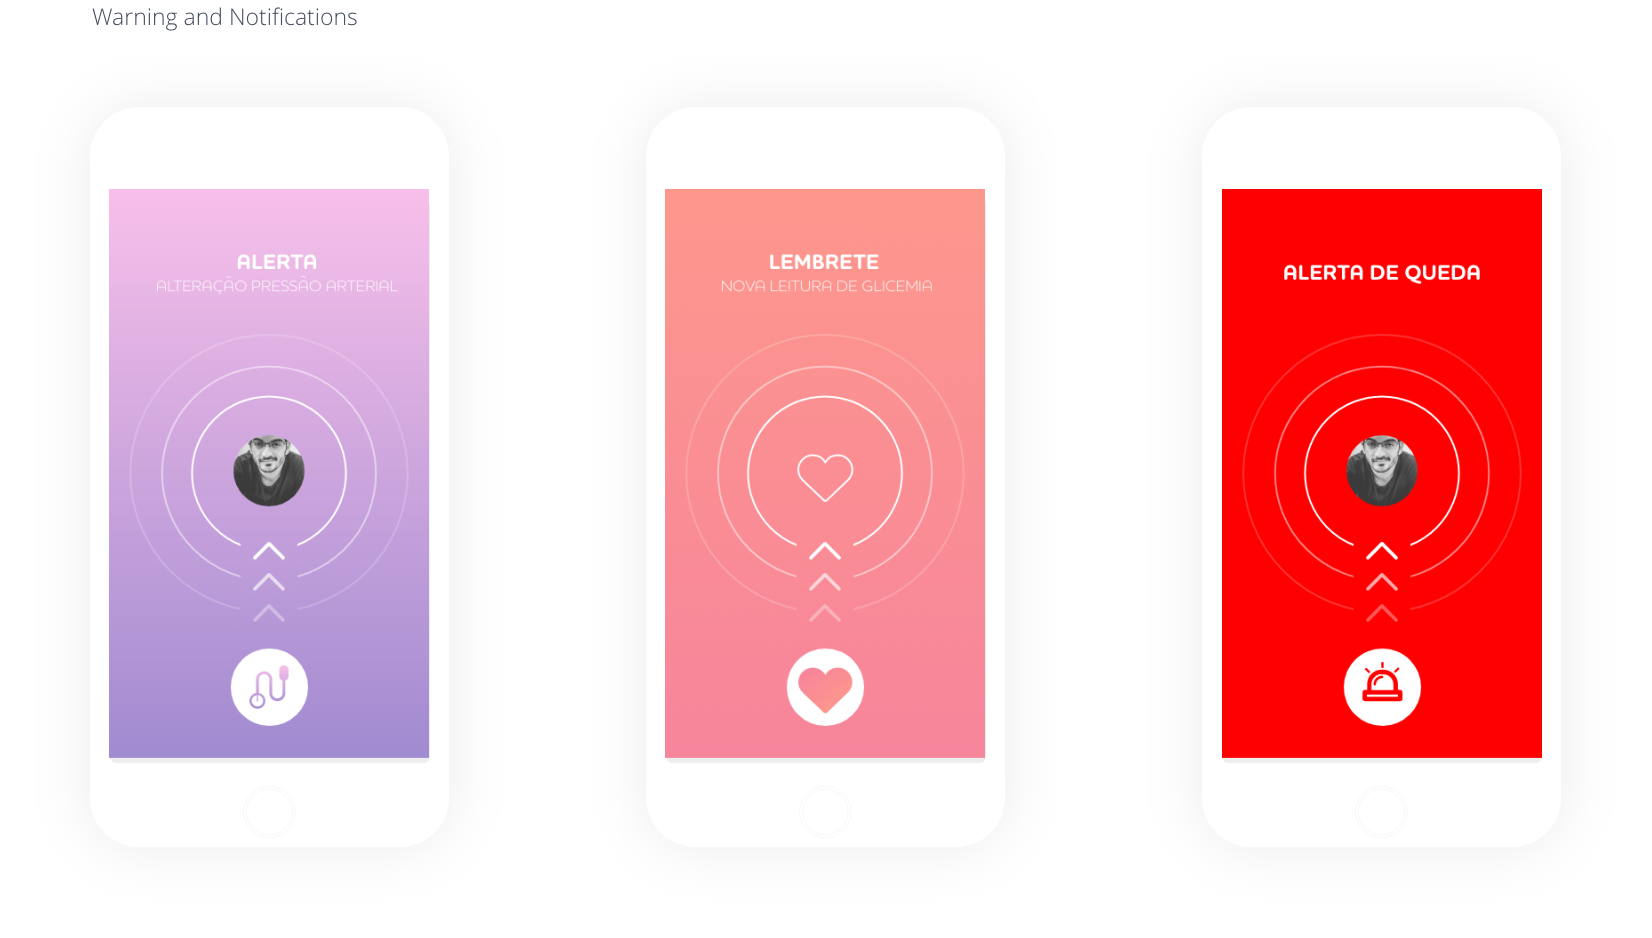 Warning and Notifications
ALERTA
ALTERAÇÃO PRESSÃO ARTERIAL
LEMBRETE
NOVA LEITURA DE GLICEMIA
ALERTA DE QUEDA